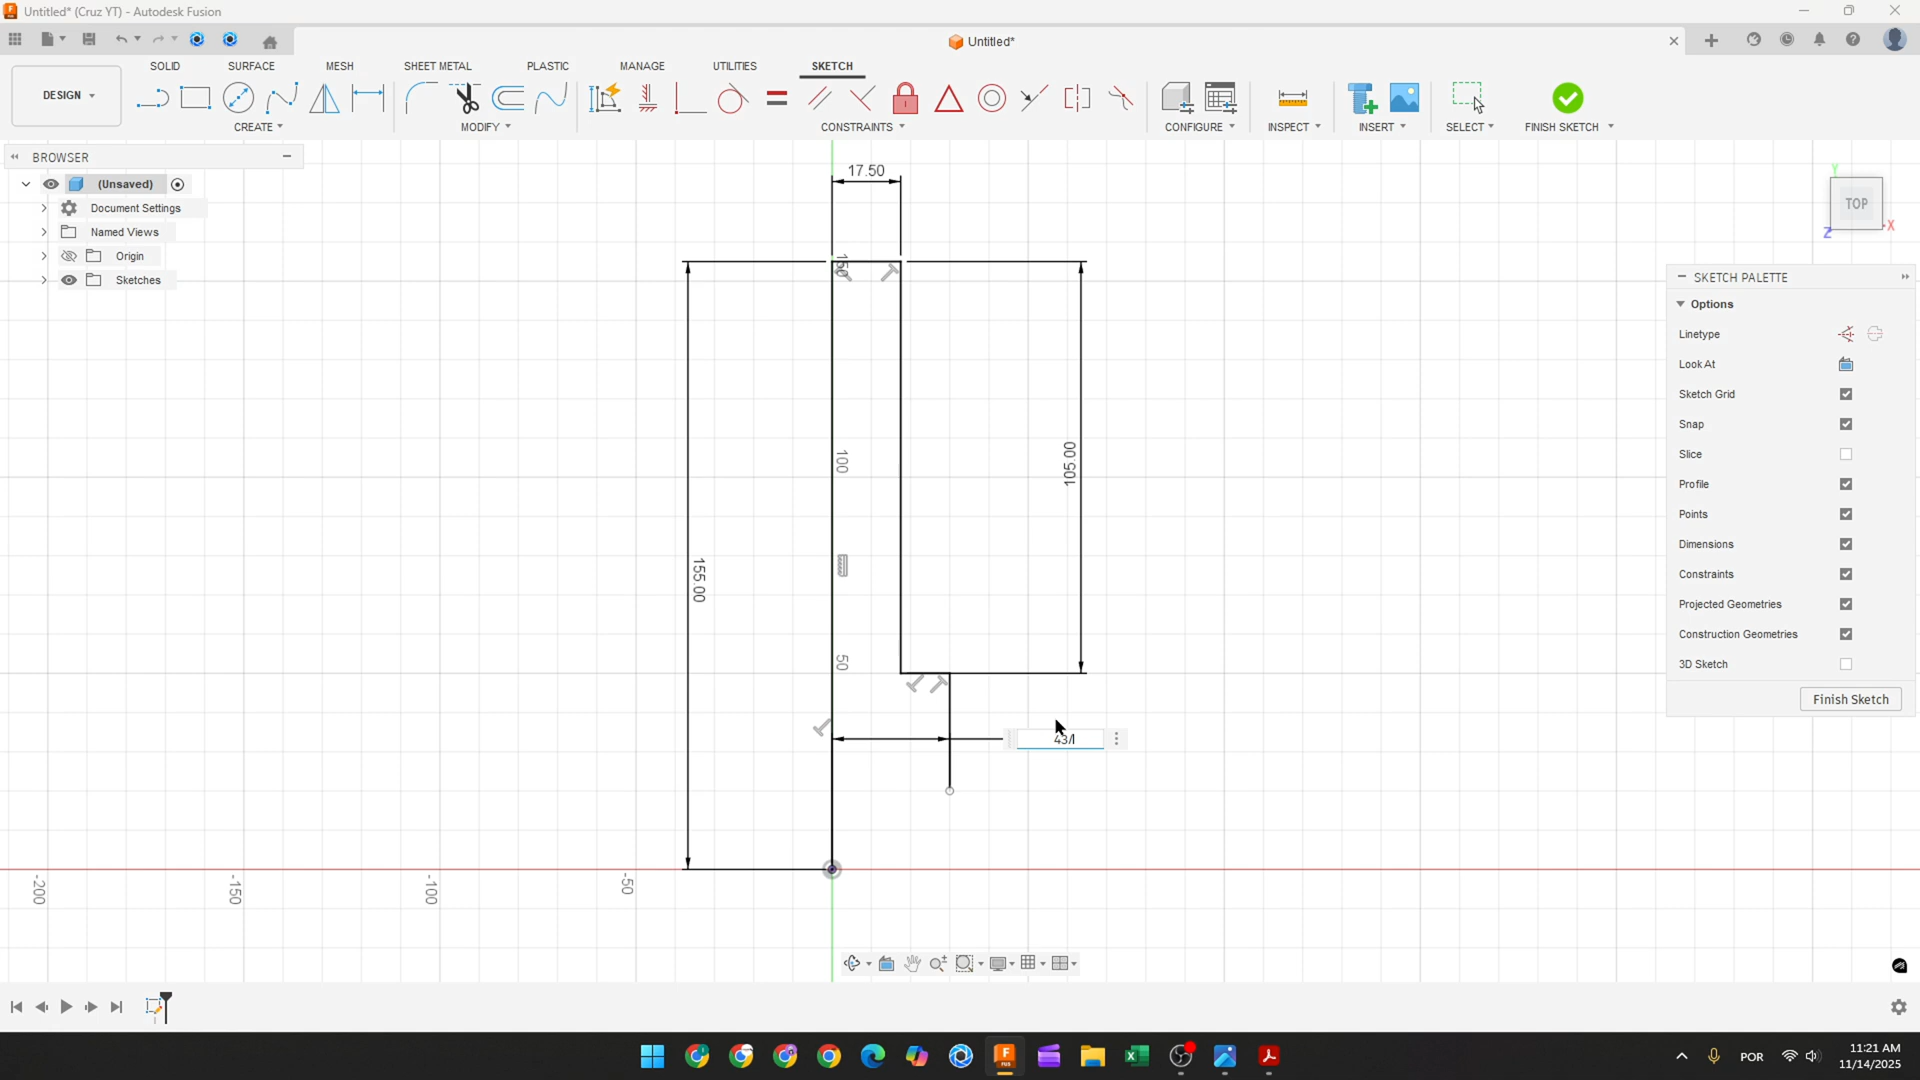 Untitled* (Cruz YT) - Autodesk Fusion
Untitled*
SOLID SURFACE MESH SHEET METAL PLASTIC MANAGE UTILITIES SKETCH
DESIGN
CREATE MODIFY CONSTRAINTS CONFIGURE INSPECT INSERT SELECT FINISH SKETCH
BROWSER
(Unsaved)
Document Settings
Named Views
Origin
Sketches
17.50
150
105.00
100
155.00
50
43/
-200
-150
-100
-50
Y
TOP
X
Z
SKETCH PALETTE
Options
Linetype
Look At
Sketch Grid
Snap
Slice
Profile
Points
Dimensions
Constraints
Projected Geometries
Construction Geometries
3D Sketch
Finish Sketch
POR
11:21 AM
11/14/2025